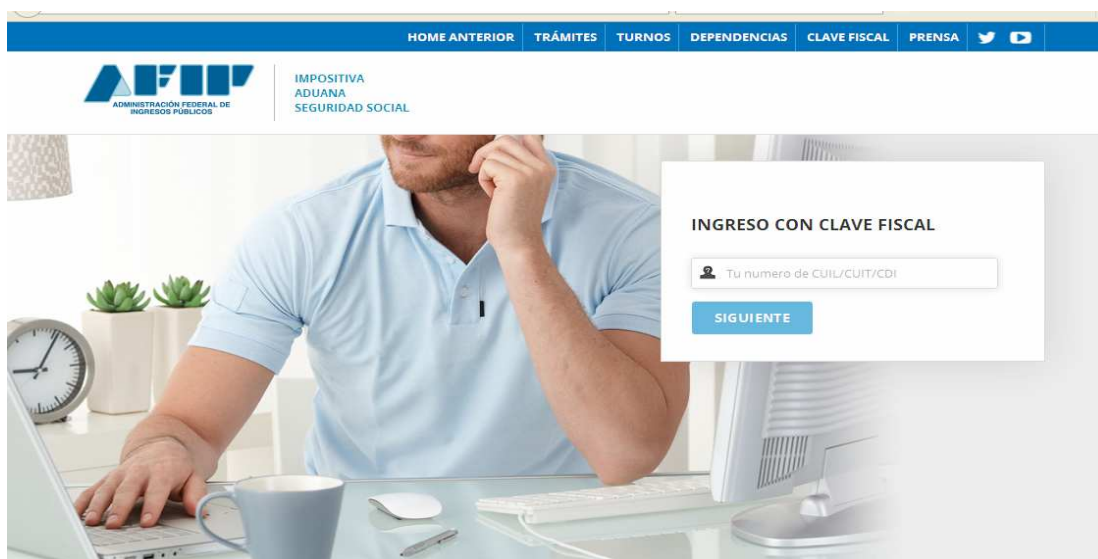 HOME ANTERIOR TRÁMITES TURNOS DEPENDENCIAS CLAVE FISCAL PRENSA
AFIP
ADMINISTRACIÓN FEDERAL DE
INGRESOS PÚBLICOS
IMPOSITIVA
ADUANA
SEGURIDAD SOCIAL
INGRESO CON CLAVE FISCAL
Tu numero de CUIL/CUIT/CDI
SIGUIENTE